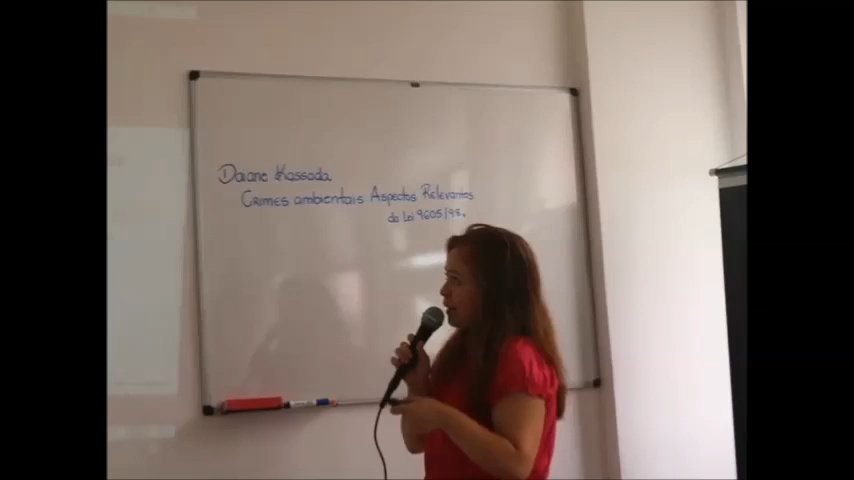 Daiane Kassada
Crimes ambientais Aspectos Relevantes
da Lei 9605/98.